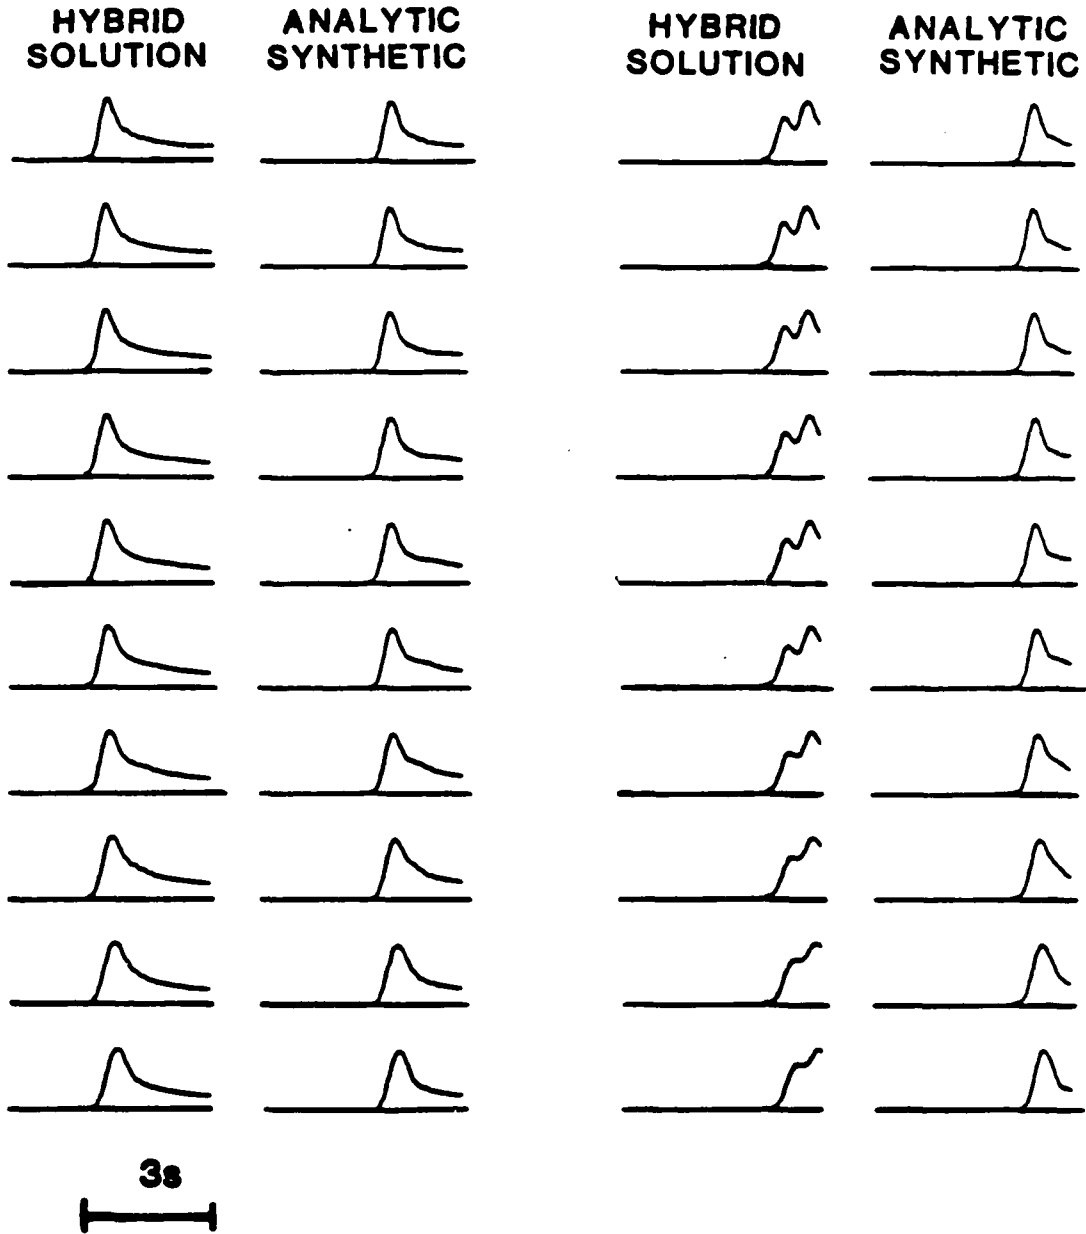 HYBRID
SOLUTION
ANALYTIC
SYNTHETIC
HYBRID
SOLUTION
ANALYTIC
SYNTHETIC
3s